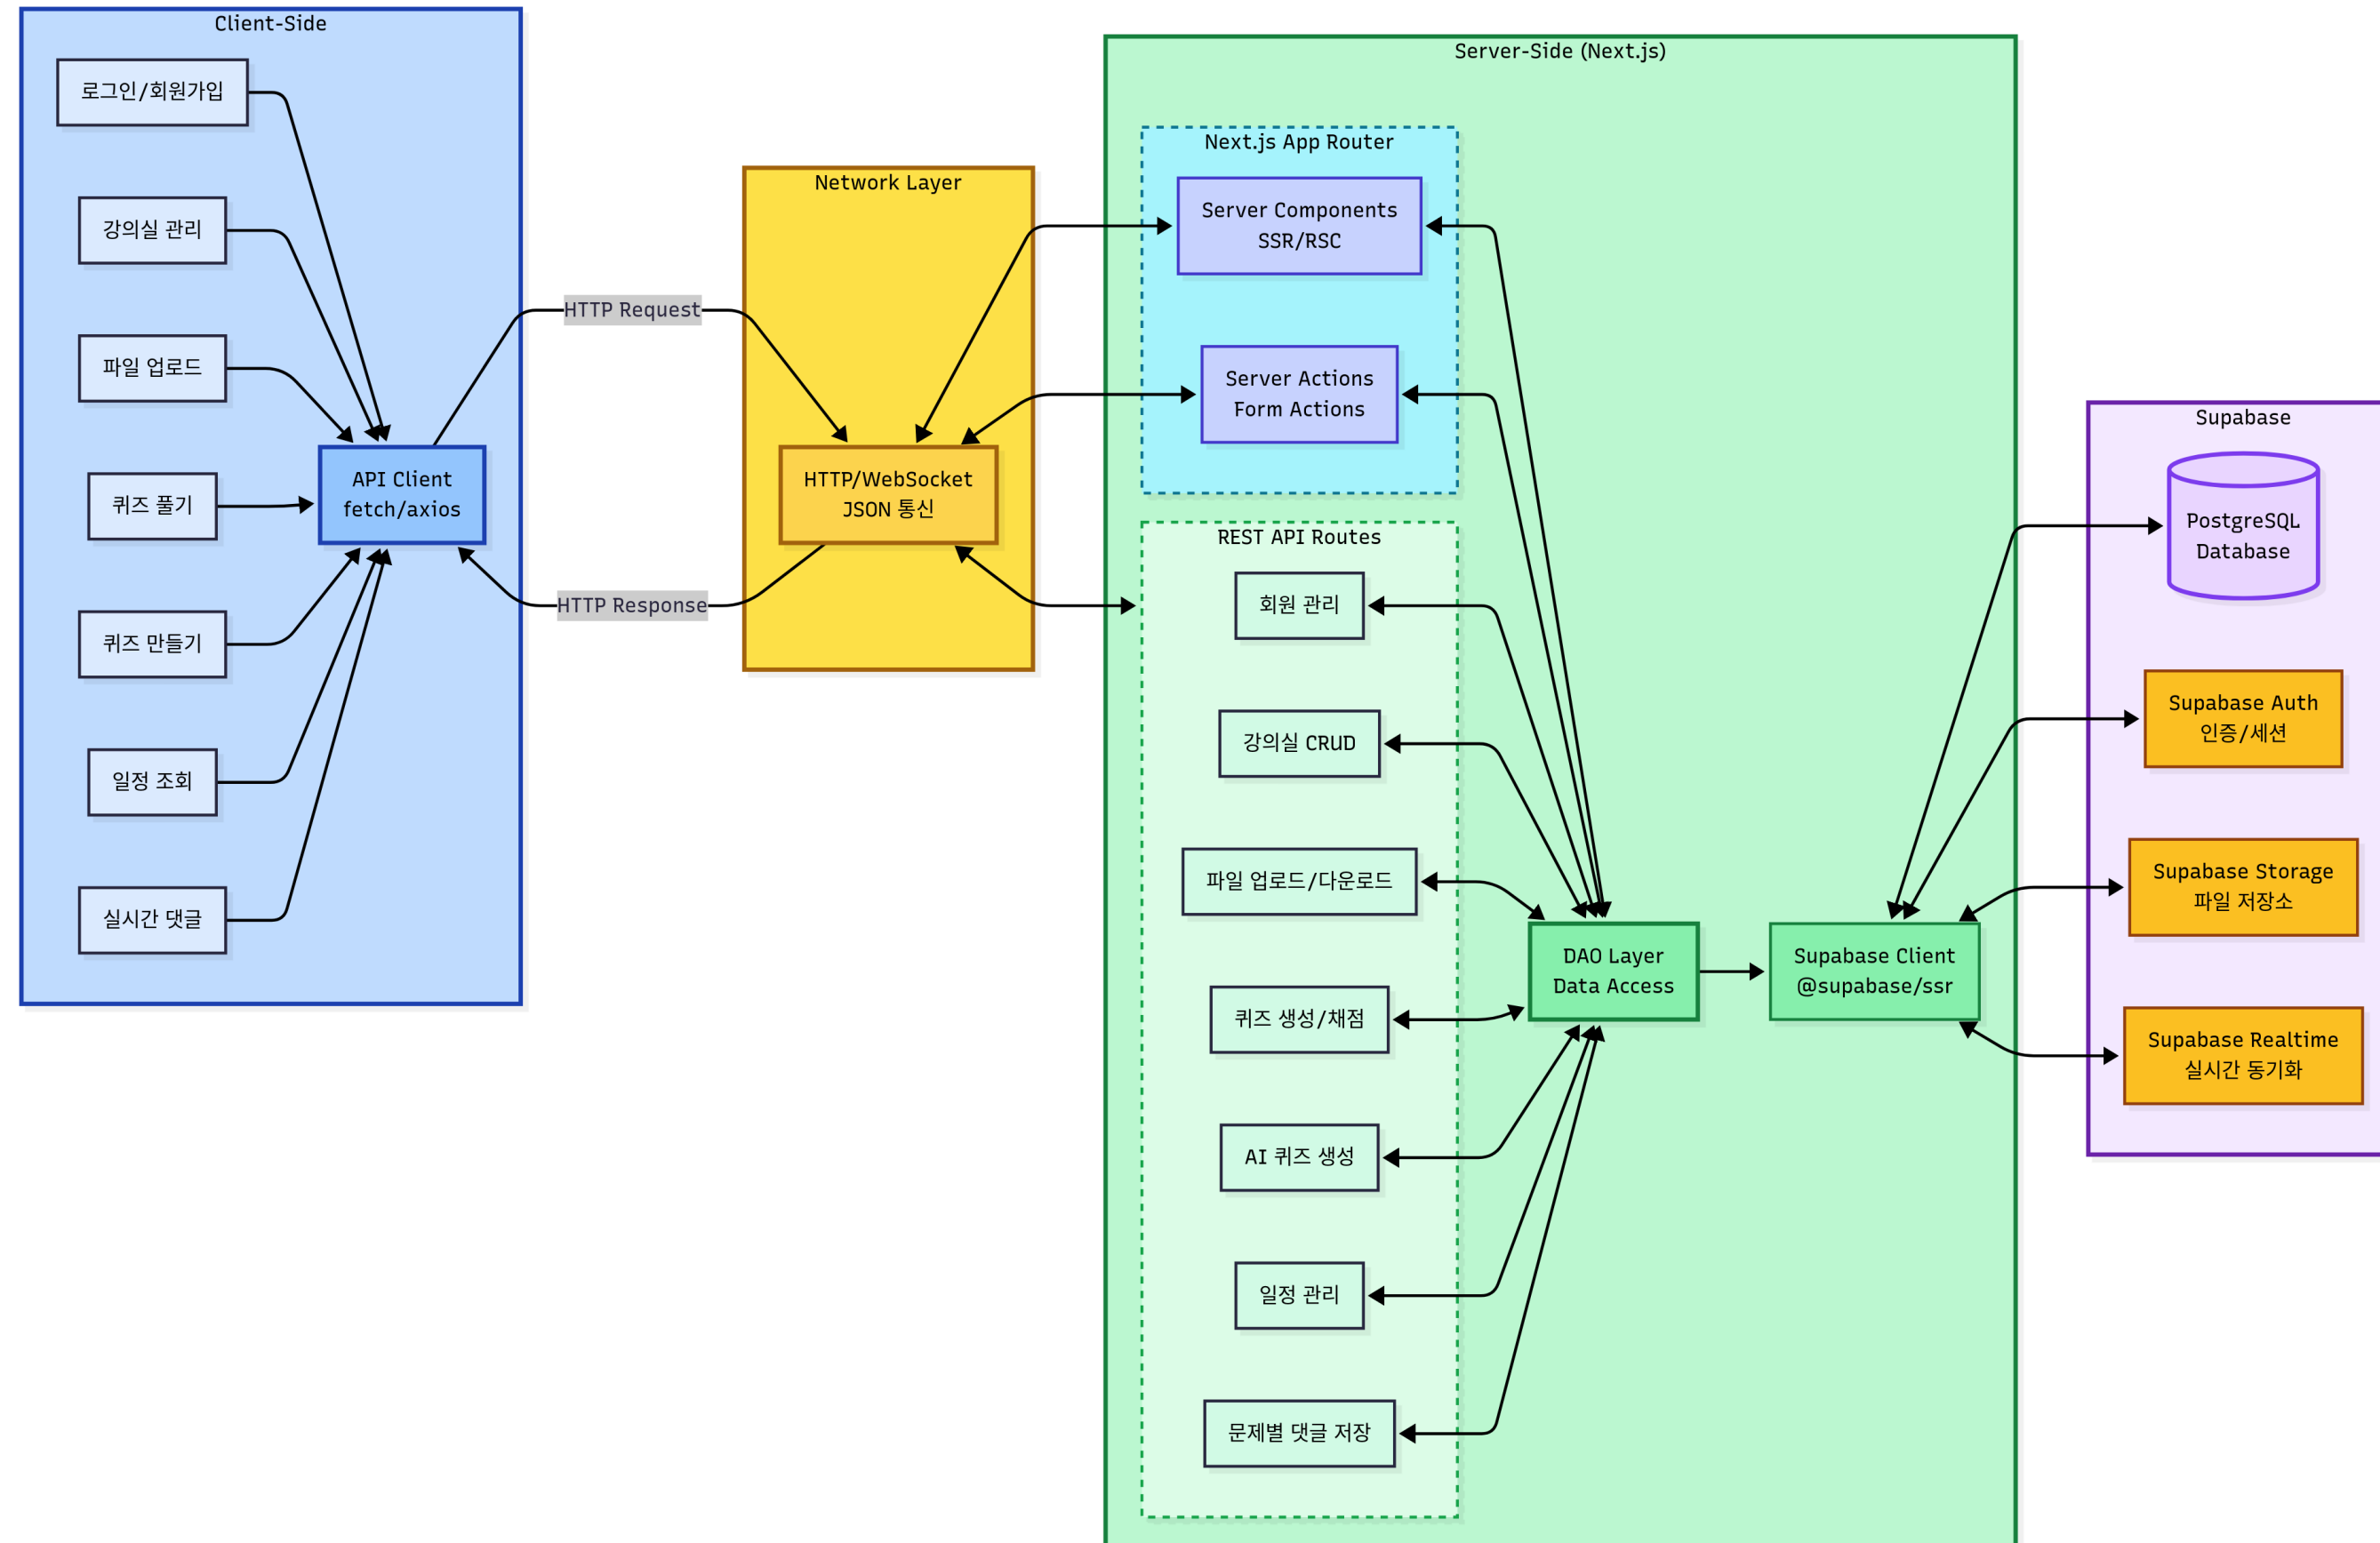 Client-Side
로그인/회원가입
강의실 관리
파일 업로드
퀴즈 풀기
퀴즈 만들기
일정 조회
실시간 댓글
API Client
fetch/axios
HTTP Request
HTTP Response
Network Layer
HTTP/WebSocket
JSON 통신
Server-Side (Next.js)
Next.js App Router
Server Components
SSR/RSC
Server Actions
Form Actions
REST API Routes
회원 관리
강의실 CRUD
파일 업로드/다운로드
퀴즈 생성/채점
AI 퀴즈 생성
일정 관리
문제별 댓글 저장
DAO Layer
Data Access
Supabase Client
@supabase/ssr
Supabase
PostgreSQL
Database
Supabase Auth
인증/세션
Supabase Storage
파일 저장소
Supabase Realtime
실시간 동기화